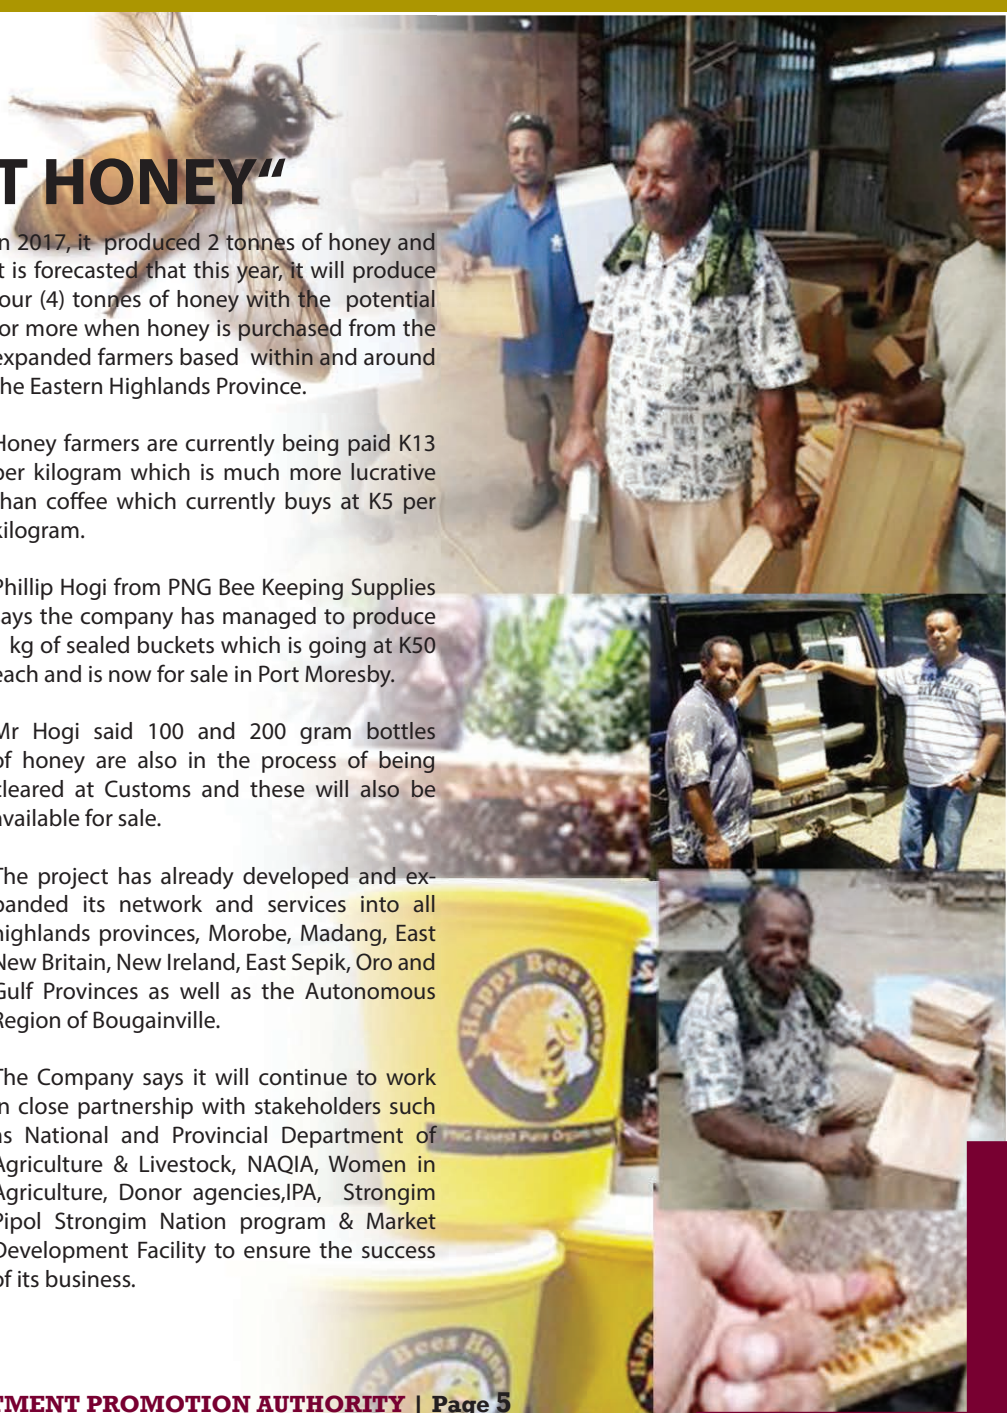 T HONEY“
n 2017, it produced 2 tonnes of honey and
t is forecasted that this year, it will produce
our (4) tonnes of honey with the potential
or more when honey is purchased from the
expanded farmers based within and around
he Eastern Highlands Province.
Honey farmers are currently being paid K13
per kilogram which is much more lucrative
than coffee which currently buys at K5 per
kilogram.
Phillip Hogi from PNG Bee Keeping Supplies
says the company has managed to produce
kg of sealed buckets which is going at K50
each and is now for sale in Port Moresby.
Mr Hogi said 100 and 200 gram bottles
of honey are also in the process of being
cleared at Customs and these will also be
available for sale.
The project has already developed and ex-
panded its network and services into all
highlands provinces, Morobe, Madang, East
New Britain, New Ireland, East Sepik, Oro and
Gulf Provinces as well as the Autonomous
Region of Bougainville.
The Company says it will continue to work
in close partnership with stakeholders such
as National and Provincial Department of
Agriculture & Livestock, NAQIA, Women in
Agriculture, Donor agencies,IPA, Strongim
Pipol Strongim Nation program & Market
Development Facility to ensure the success
of its business.
TRAINING
DIVISION
Happy Bees Honey
PNG Finest Pure Organic
Happy Bees Honey
TMENT PROMOTION AUTHORITY | Page 5